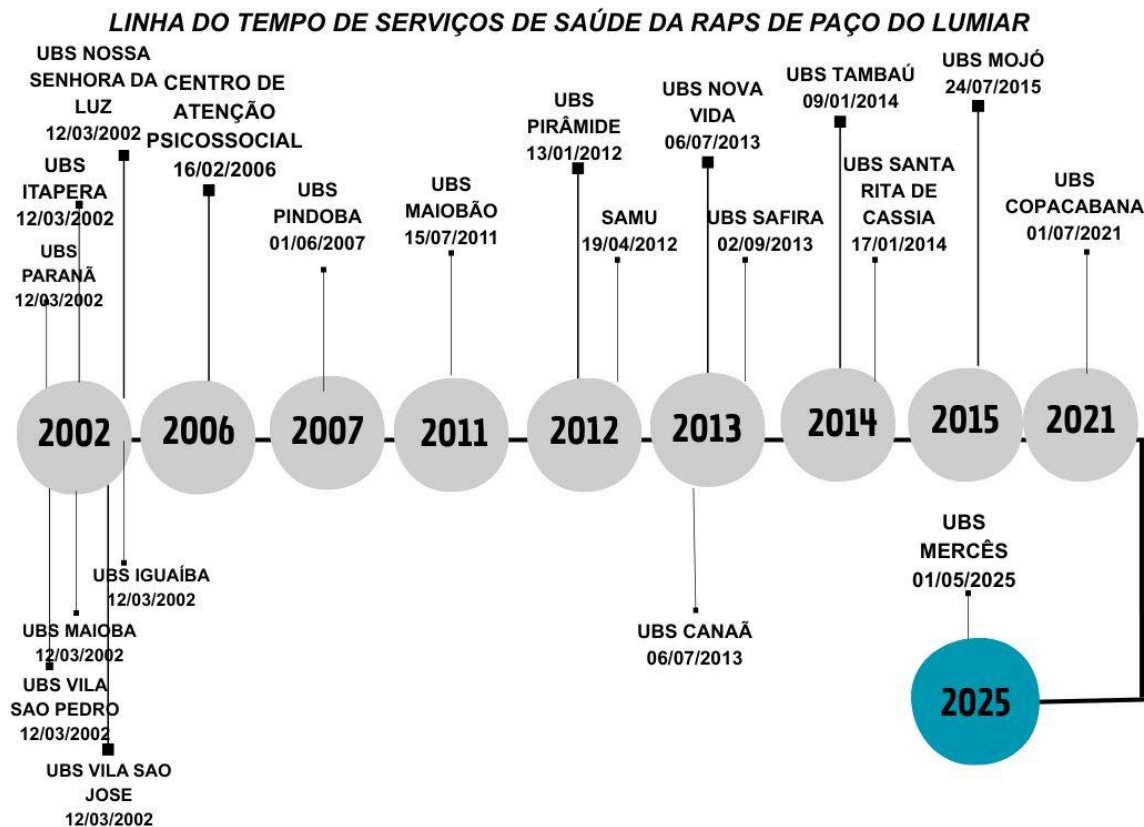 LINHA DO TEMPO DE SERVIÇOS DE SAÚDE DA RAPS DE PAÇO DO LUMIAR
UBS NOSSA
SENHORA DA
LUZ
12/03/2002
UBS
ITAPERA
12/03/2002
UBS
PARANÃ
12/03/2002
CENTRO DE
ATENÇÃO
PSICOSSOCIAL
16/02/2006
UBS
PINDOBA
01/06/2007
UBS
MAIOBÃO
15/07/2011
UBS
PIRÂMIDE
13/01/2012
SAMU
19/04/2012
UBS NOVA
VIDA
06/07/2013
UBS SAFIRA
02/09/2013
UBS TAMBAÚ
09/01/2014
UBS SANTA
RITA DE
CASSIA
17/01/2014
UBS MOJÓ
24/07/2015
UBS
COPACABANA
01/07/2021
2002
2006
2007
2011
2012
2013
2014
2015
2021
UBS IGUAÍBA
12/03/2002
UBS MAIOBA
12/03/2002
UBS VILA
SAO PEDRO
12/03/2002
UBS VILA SAO
JOSE
12/03/2002
UBS CANAÃ
06/07/2013
UBS
MERCÊS
01/05/2025
2025